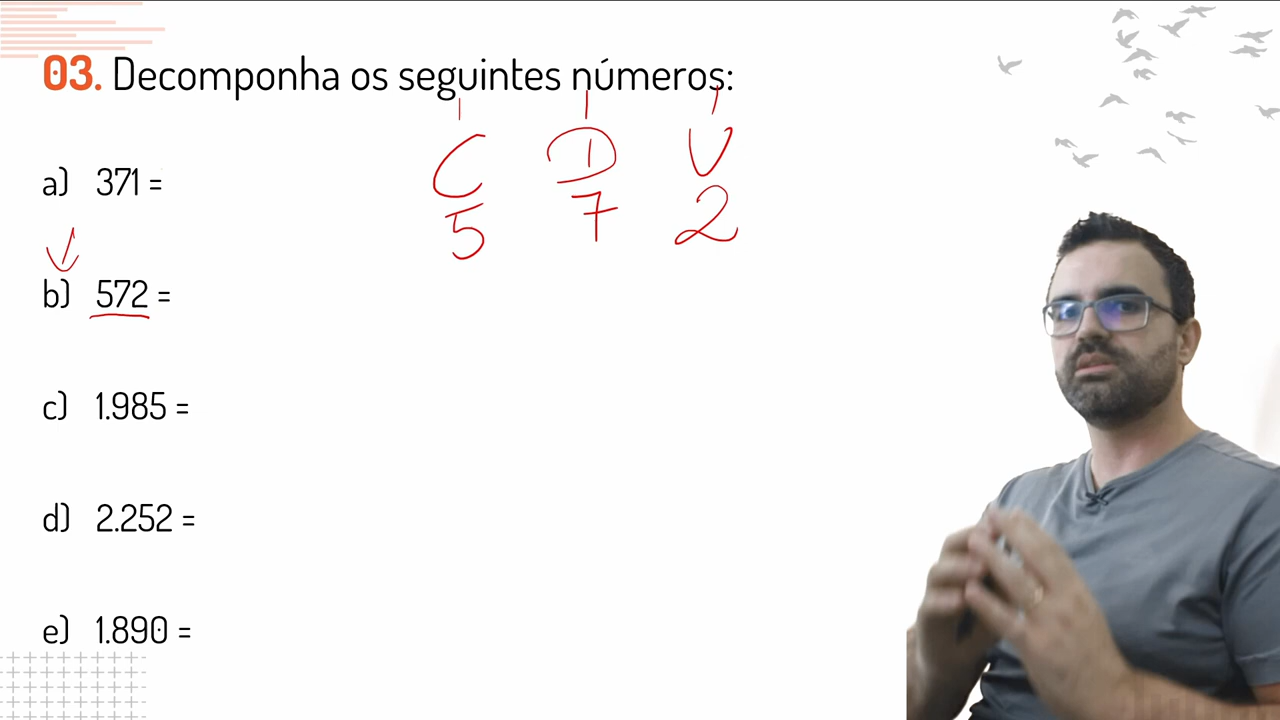 03. Decomponha os seguintes números:
C D U
a) 371 =
5 7 2
b) 572 =
c) 1.985 =
d) 2.252 =
e) 1.890 =